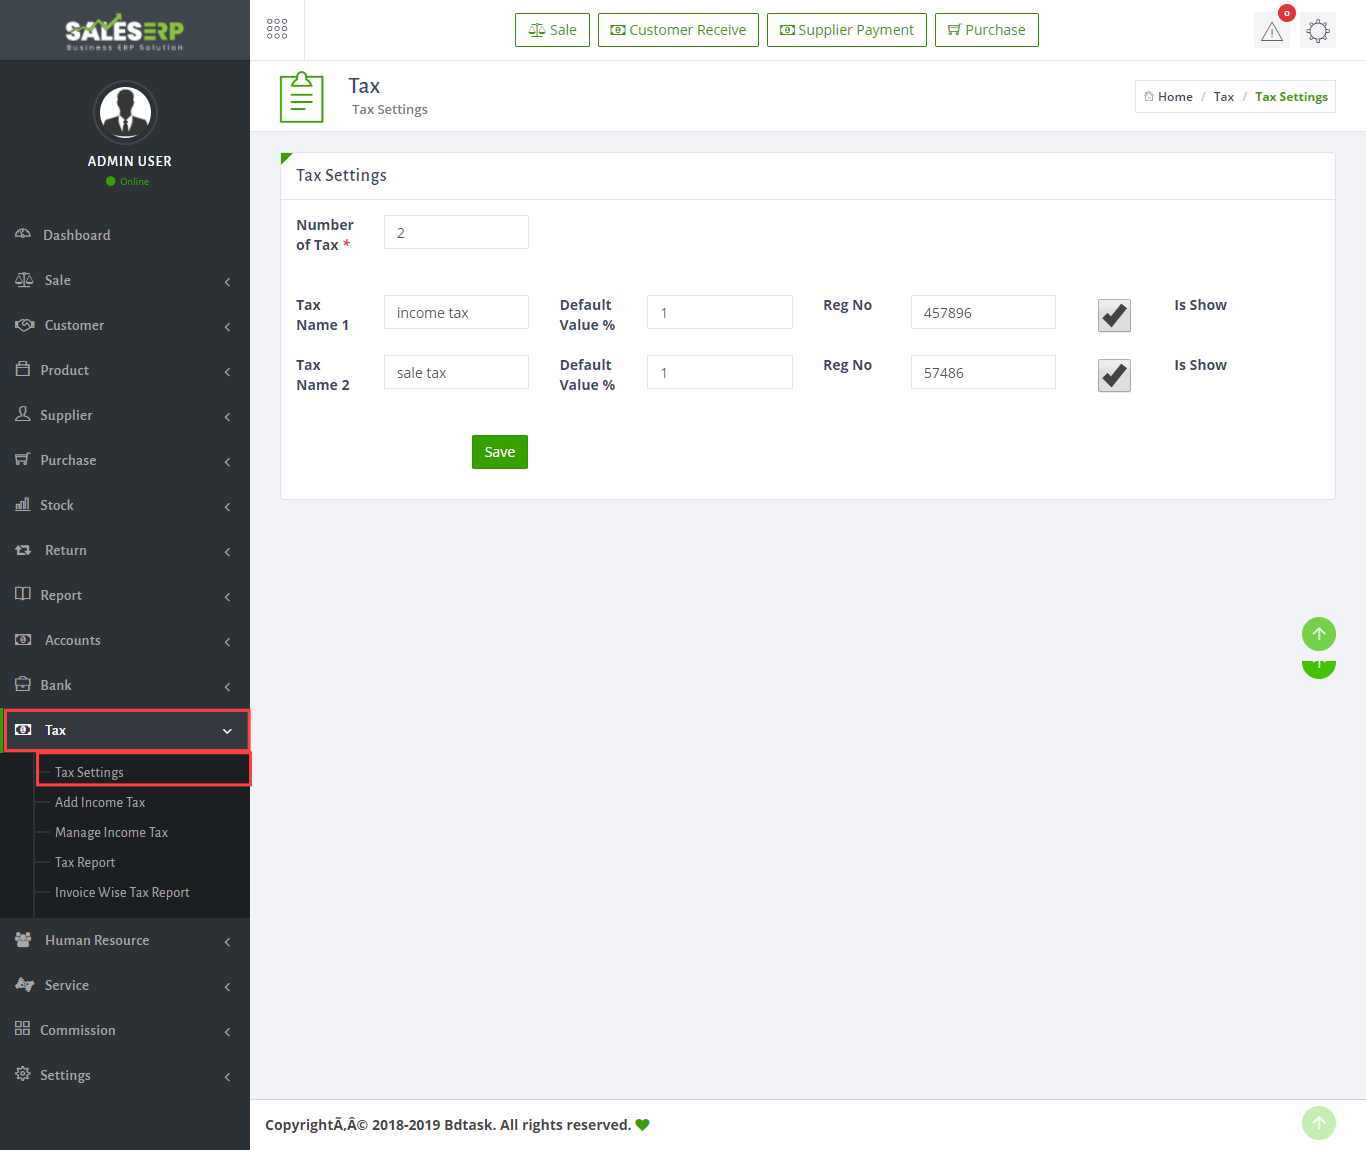 SALESERP
Business ERP Solution
Sale
Customer Receive
Supplier Payment
Purchase
0
Tax
Tax Settings
Home / Tax / Tax Settings
ADMIN USER
Online
Dashboard
Sale
Customer
Product
Supplier
Purchase
Stock
Return
Report
Accounts
Bank
Tax
Tax Settings
Add Income Tax
Manage Income Tax
Tax Report
Invoice Wise Tax Report
Human Resource
Service
Commission
Settings
Tax Settings
Number of Tax * 2
Tax Name 1 income tax Default Value % 1 Reg No 457896 Is Show
Tax Name 2 sale tax Default Value % 1 Reg No 57486 Is Show
Save
CopyrightÃ‚Â© 2018-2019 Bdtask. All rights reserved.